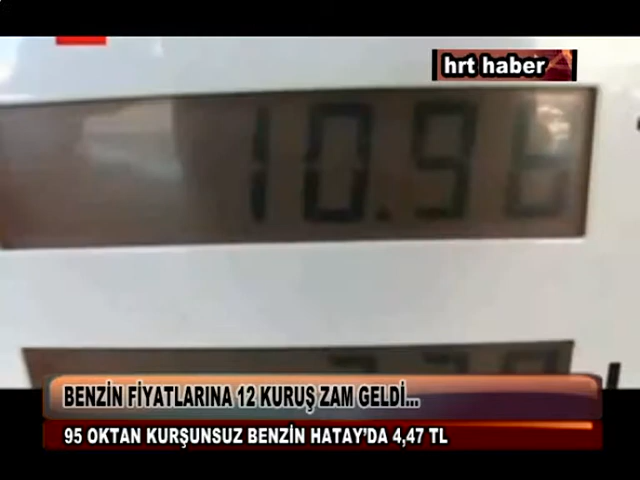 hrt haber
10.96
BENZİN FİYATLARINA 12 KURUŞ ZAM GELDİ...
95 OKTAN KURŞUNSUZ BENZİN HATAY'DA 4,47 TL